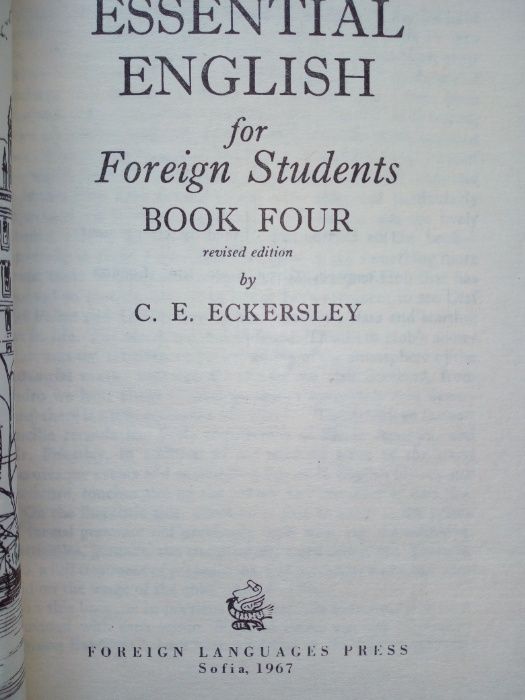 ESSENTIAL
ENGLISH
for
Foreign Students
BOOK FOUR
revised edition
by
C. E. ECKERSLEY
FOREIGN LANGUAGES PRESS
Sofia, 1967